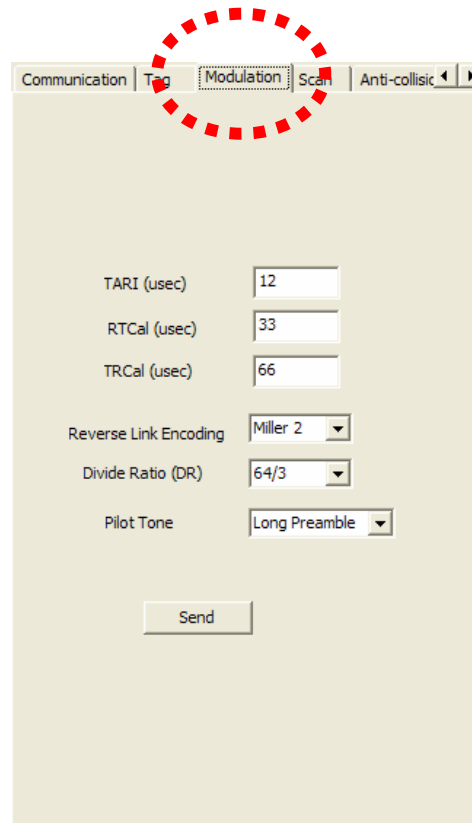 Communication Tag Modulation Scan Anti-collisic
TARI (usec) 12
RTCal (usec) 33
TRCal (usec) 66
Reverse Link Encoding Miller 2
Divide Ratio (DR) 64/3
Pilot Tone Long Preamble
Send